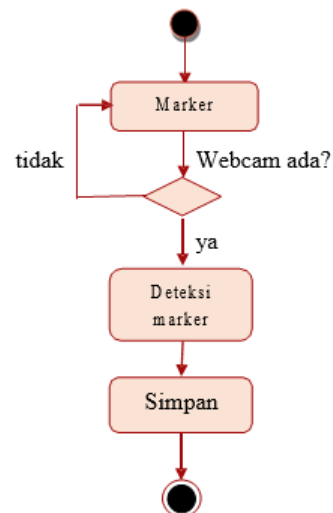 Marker
tidak
Webcam ada?
ya
Deteksi
marker
Simpan